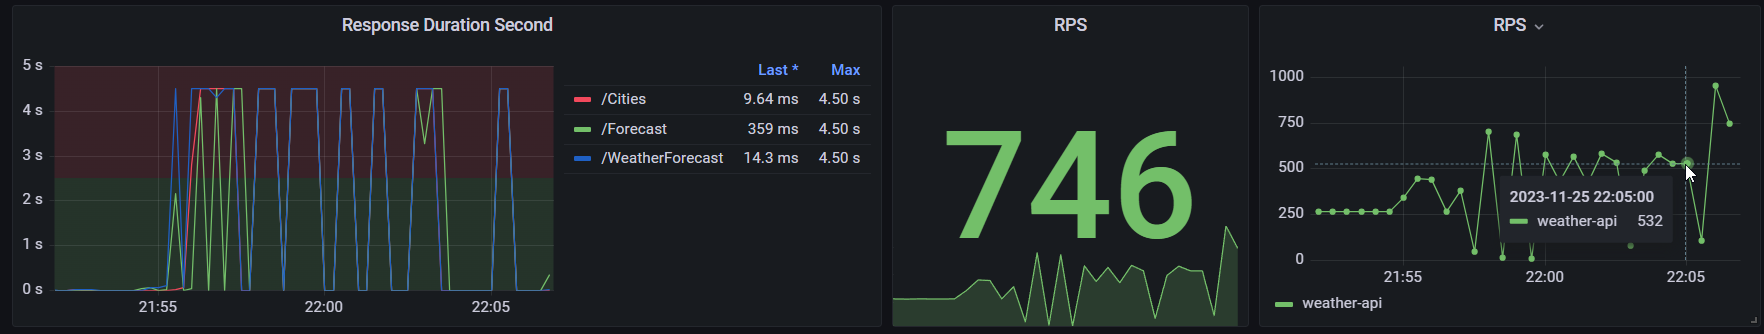 Response Duration Second
5 s
4 s
3 s
2 s
1 s
0 s
21:55 22:00 22:05
Last * Max
/Cities 9.64 ms 4.50 s
/Forecast 359 ms 4.50 s
/WeatherForecast 14.3 ms 4.50 s
RPS
746
RPS
1000
750
500
250
0
21:55 22:00 22:05
2023-11-25 22:05:00
weather-api 532
weather-api